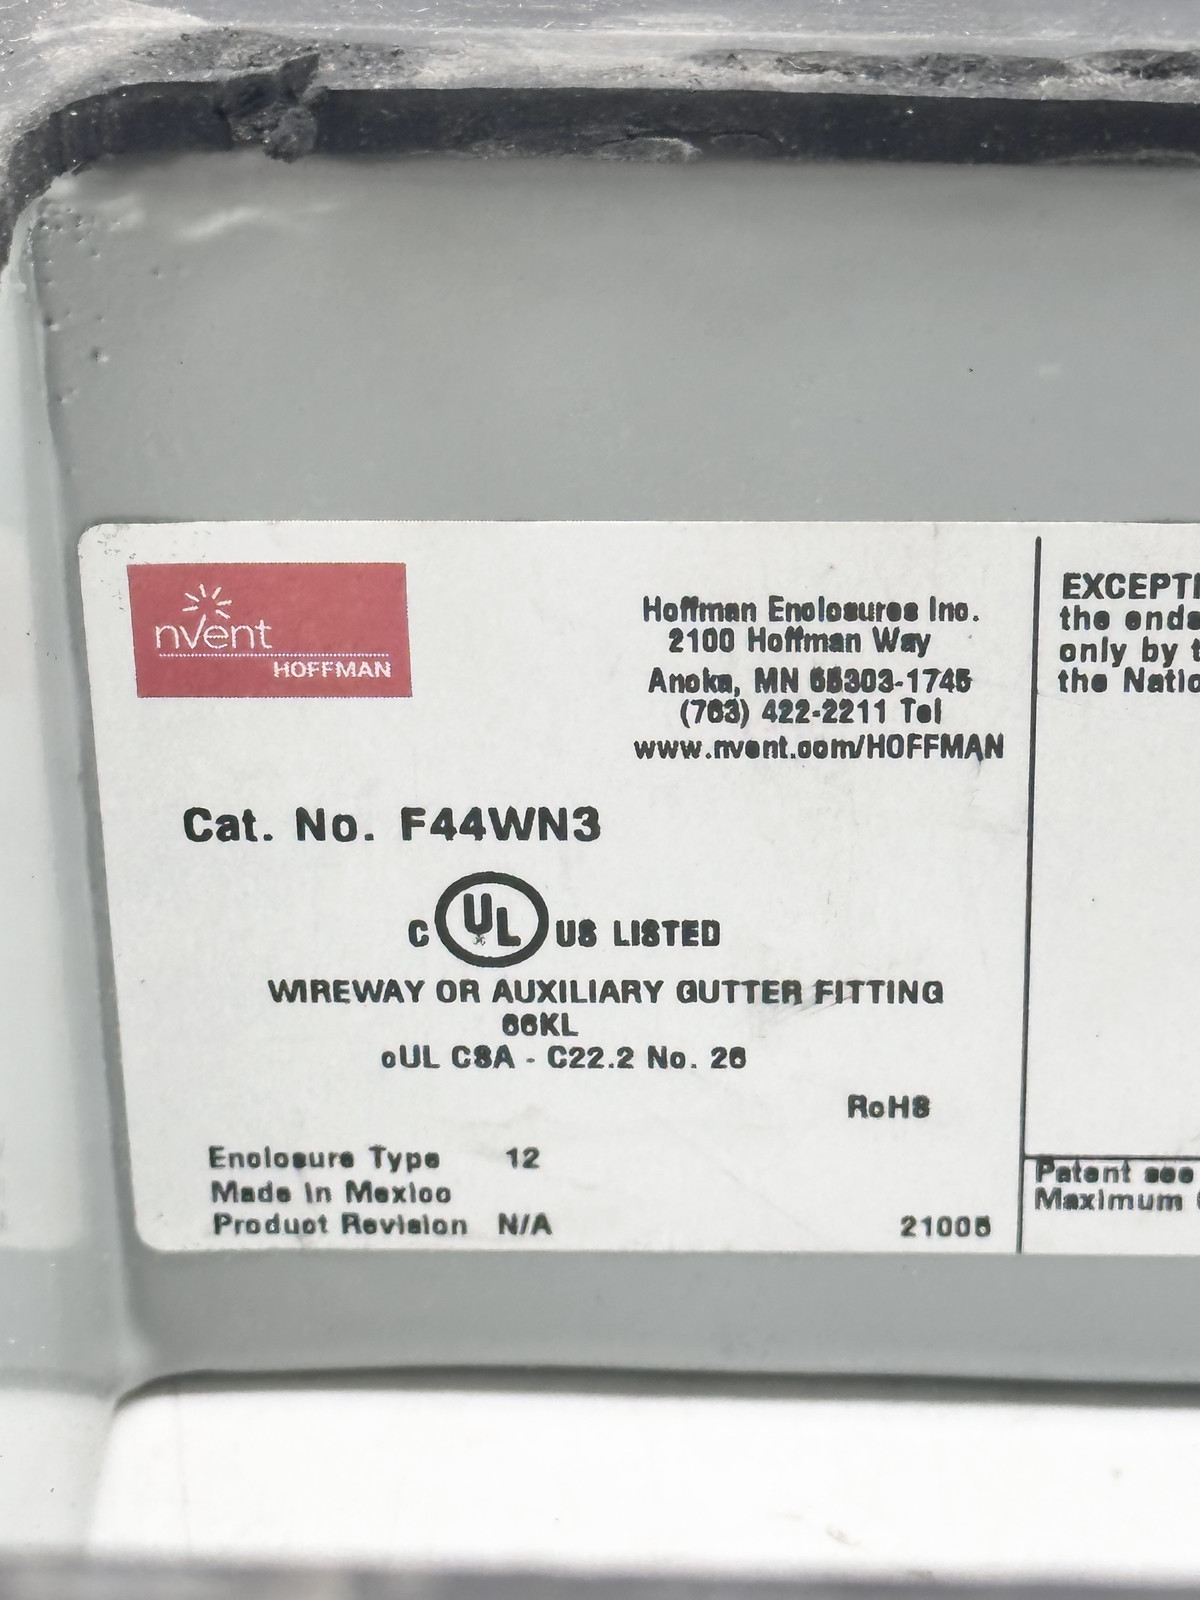 nVent
HOFFMAN
Hoffman Enclosures Inc.
2100 Hoffman Way
Anoka, MN 55303-1745
(763) 422-2211 Tel
www.nvent.com/HOFFMAN
Cat. No. F44WN3
C UL US LISTED
WIREWAY OR AUXILIARY GUTTER FITTING
66KL
cUL CSA - C22.2 No. 26
RoHS
Enclosure Type 12
Made in Mexico
Product Revision N/A
21005
EXCEPTI
the ends
only by t
the Natio
Patent see
Maximum